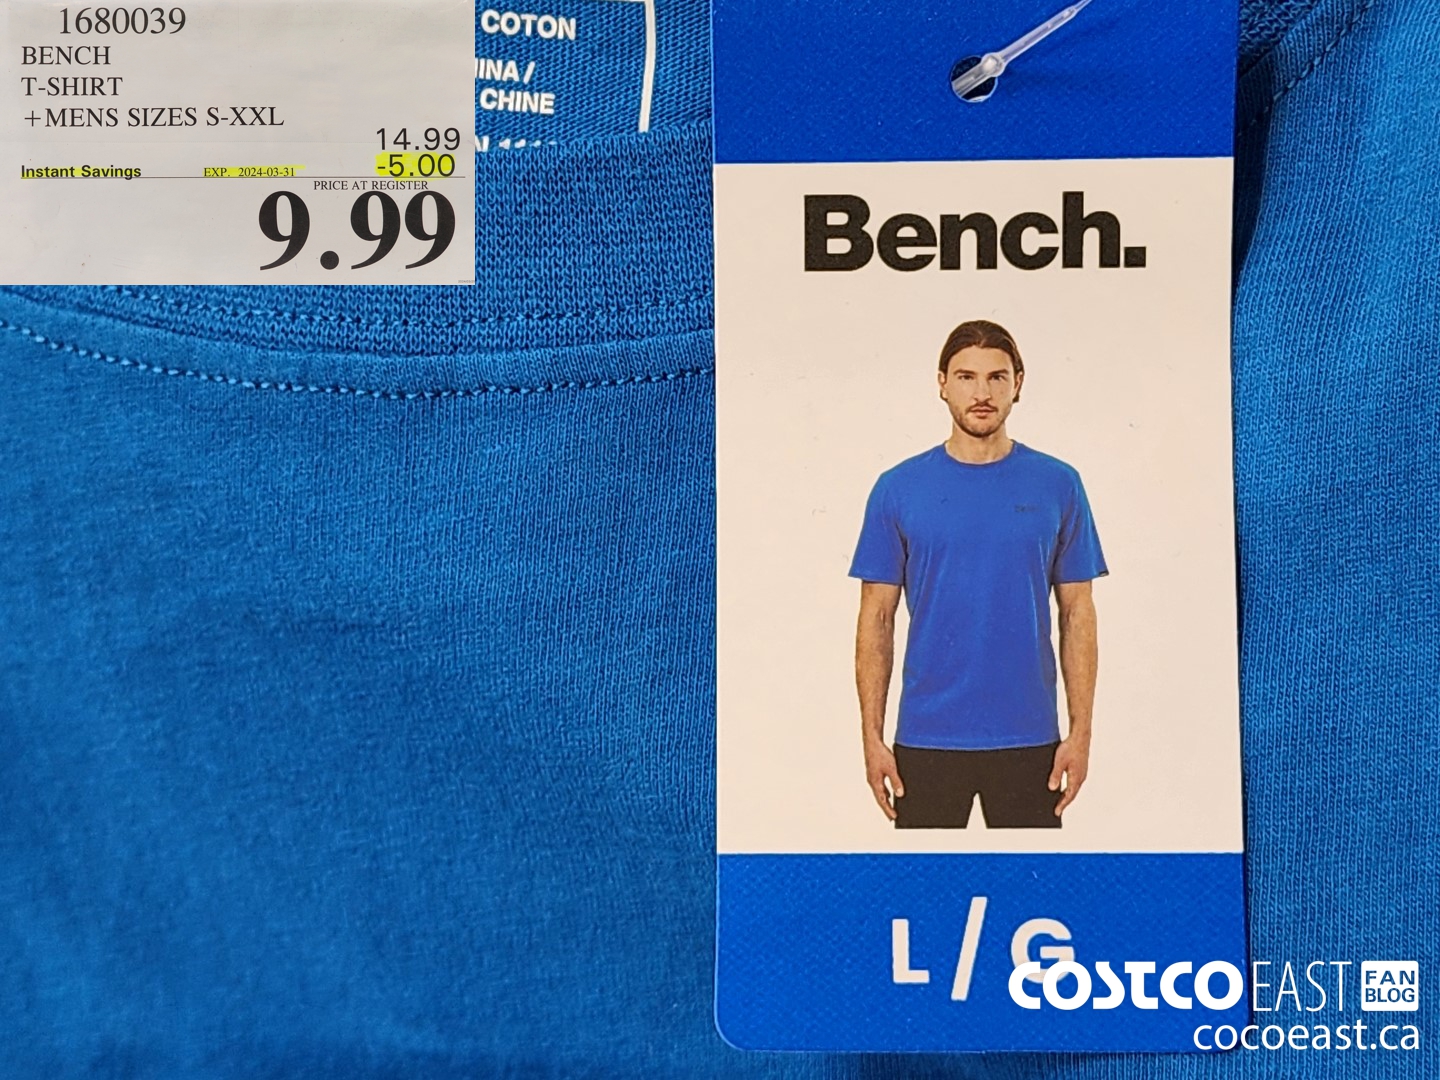 1680039
BENCH
T-SHIRT
+MENS SIZES S-XXL
14.99
Instant Savings EXP. 2024-03-31 -5.00
PRICE AT REGISTER
9.99
COTON
CHINE
Bench.
L/G
COSTCO EAST FAN BLOG
cocoeast.ca